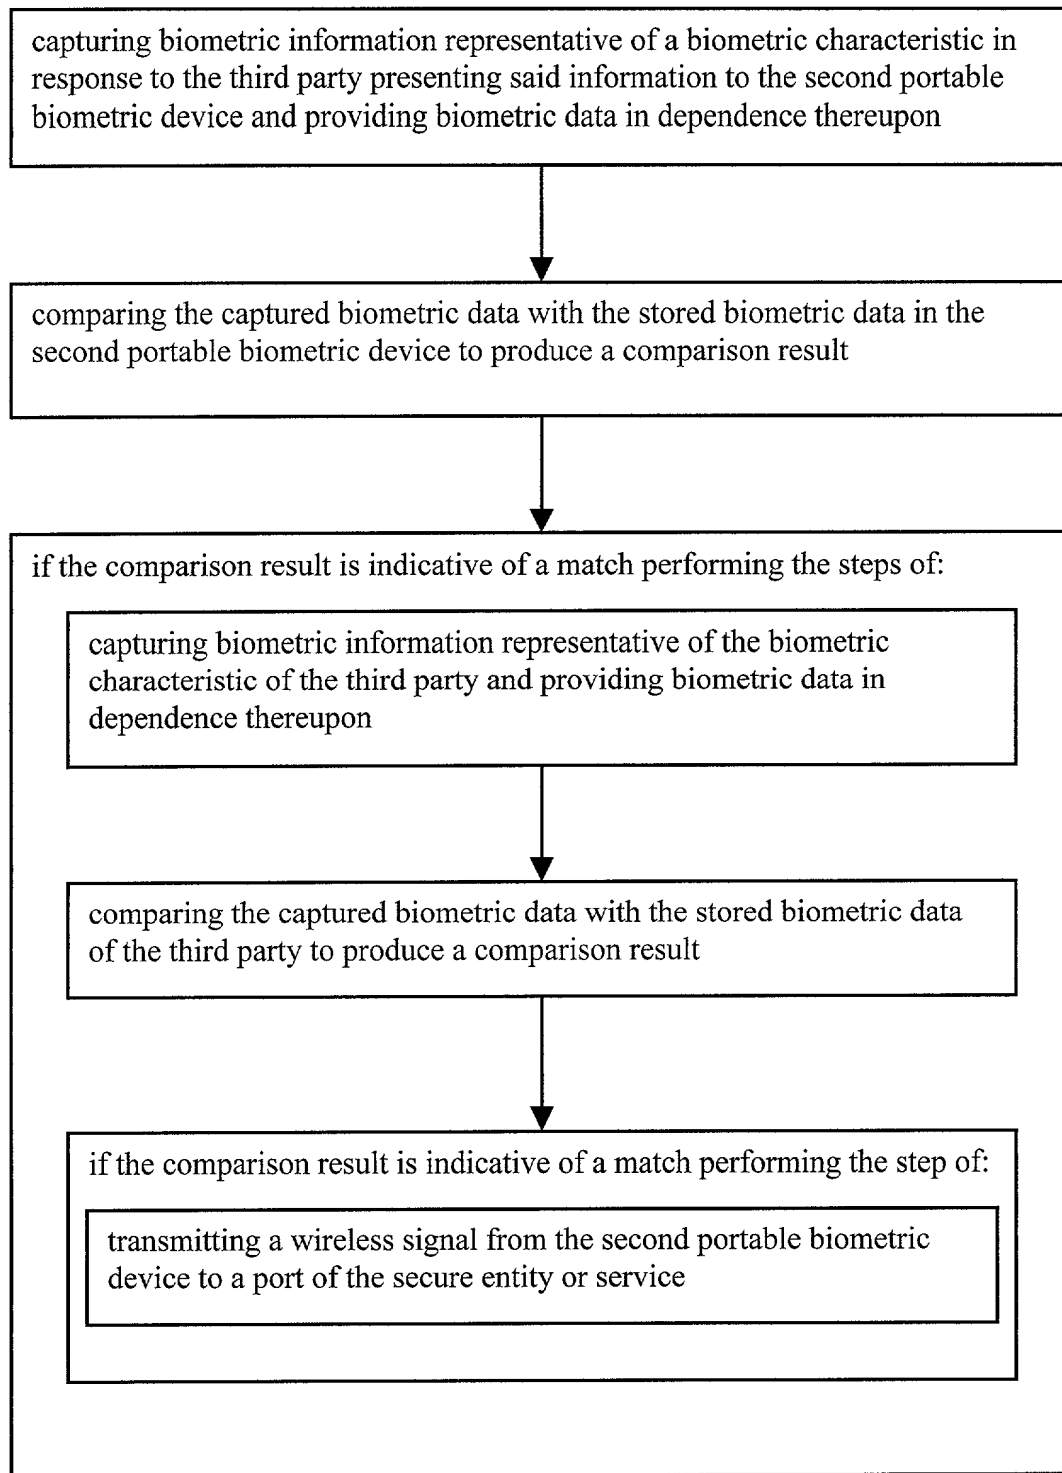 capturing biometric information representative of a biometric characteristic in
response to the third party presenting said information to the second portable
biometric device and providing biometric data in dependence thereupon
comparing the captured biometric data with the stored biometric data in the
second portable biometric device to produce a comparison result
if the comparison result is indicative of a match performing the steps of:
capturing biometric information representative of the biometric
characteristic of the third party and providing biometric data in
dependence thereupon
comparing the captured biometric data with the stored biometric data
of the third party to produce a comparison result
if the comparison result is indicative of a match performing the step of:
transmitting a wireless signal from the second portable biometric
device to a port of the secure entity or service